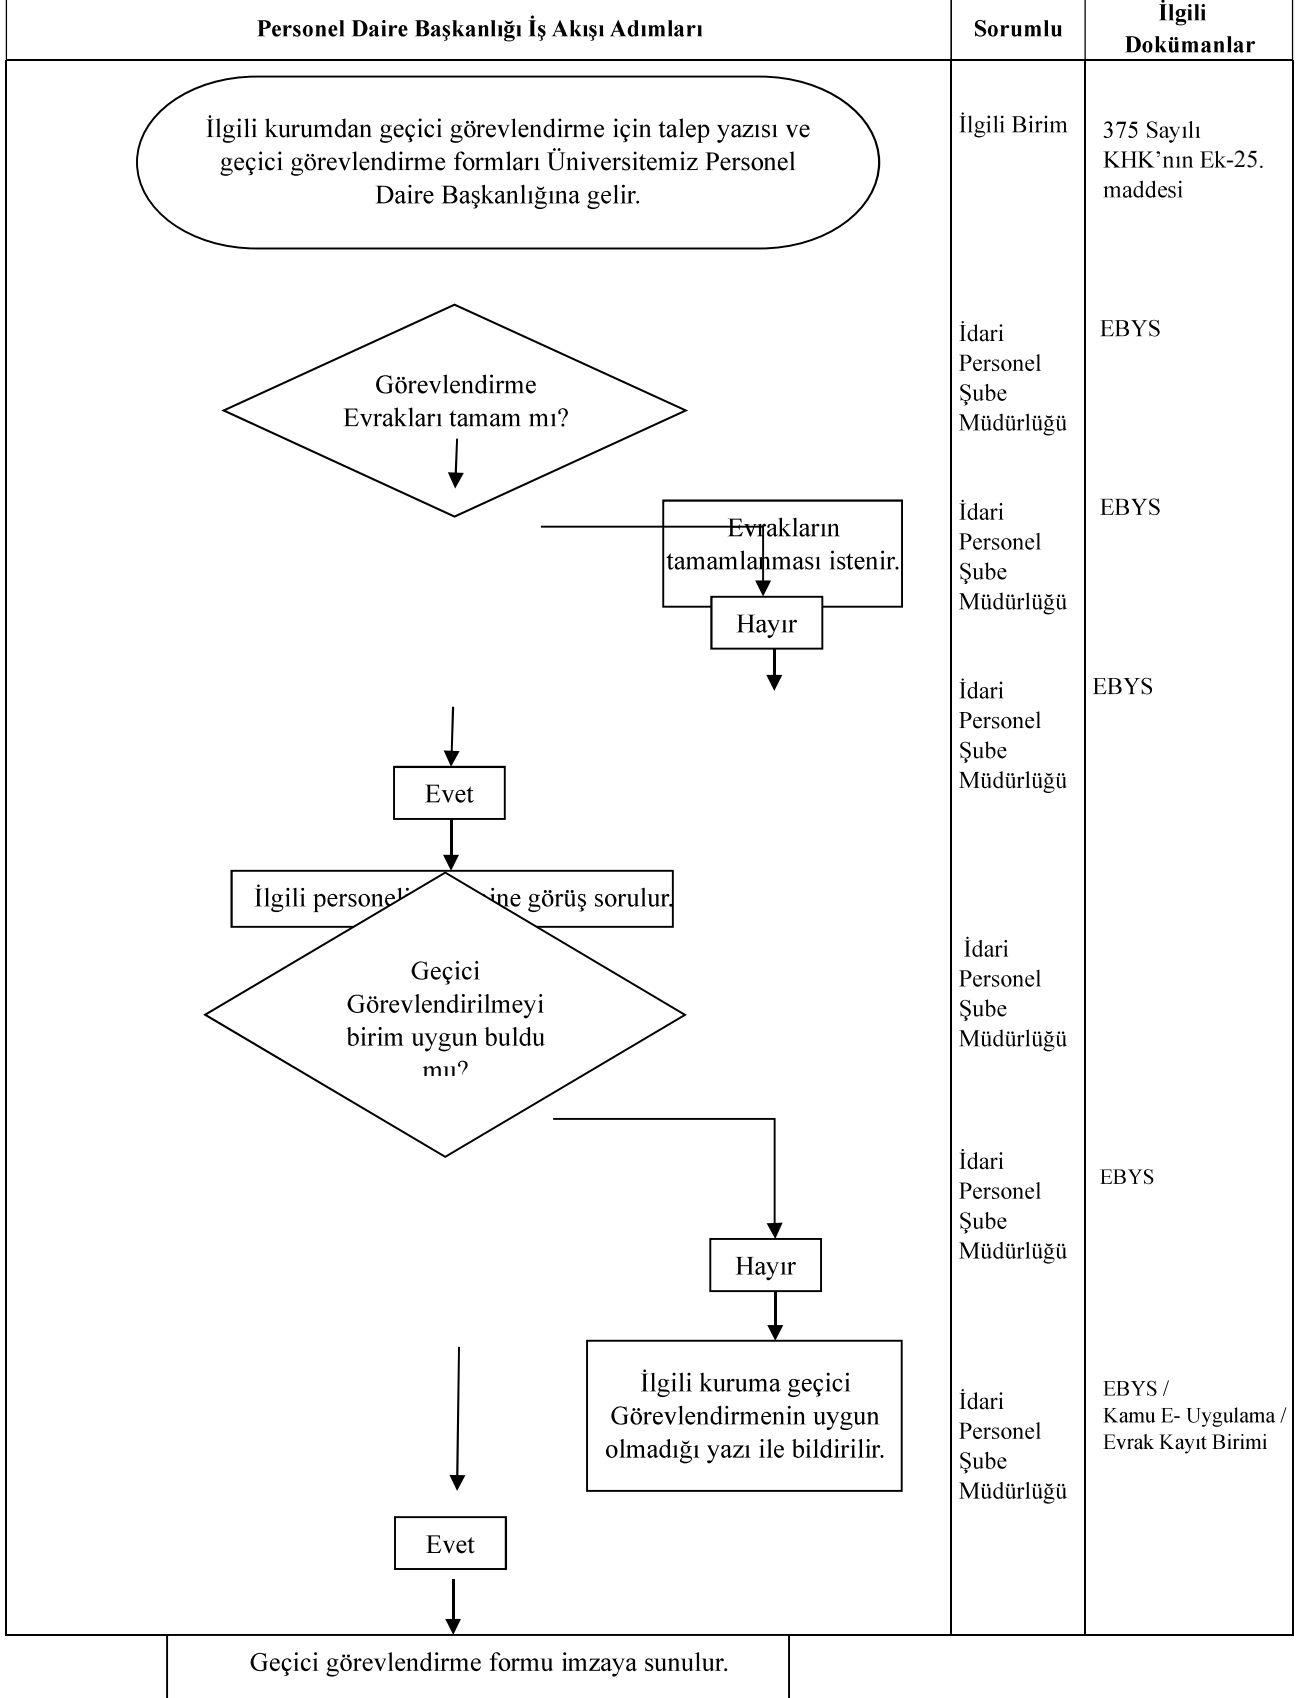 Personel Daire Başkanlığı İş Akışı Adımları
Sorumlu
İlgili
Dokümanlar
İlgili kurumdan geçici görevlendirme için talep yazısı ve
geçici görevlendirme formları Üniversitemiz Personel
Daire Başkanlığına gelir.
İlgili Birim
375 Sayılı
KHK’nın Ek-25.
maddesi
Görevlendirme
Evrakları tamam mı?
İdari
Personel
Şube
Müdürlüğü
EBYS
Evrakların
tamamlanması istenir.
Hayır
İdari
Personel
Şube
Müdürlüğü
EBYS
Evet
İdari
Personel
Şube
Müdürlüğü
EBYS
İlgili görüş sorulur.
Geçici
Görevlendirilmeyi
birim uygun buldu
mu?
İdari
Personel
Şube
Müdürlüğü
Hayır
İdari
Personel
Şube
Müdürlüğü
EBYS
İlgili kuruma geçici
Görevlendirmenin uygun
olmadığı yazı ile bildirilir.
İdari
Personel
Şube
Müdürlüğü
EBYS /
Kamu E- Uygulama /
Evrak Kayıt Birimi
Evet
Geçici görevlendirme formu imzaya sunulur.